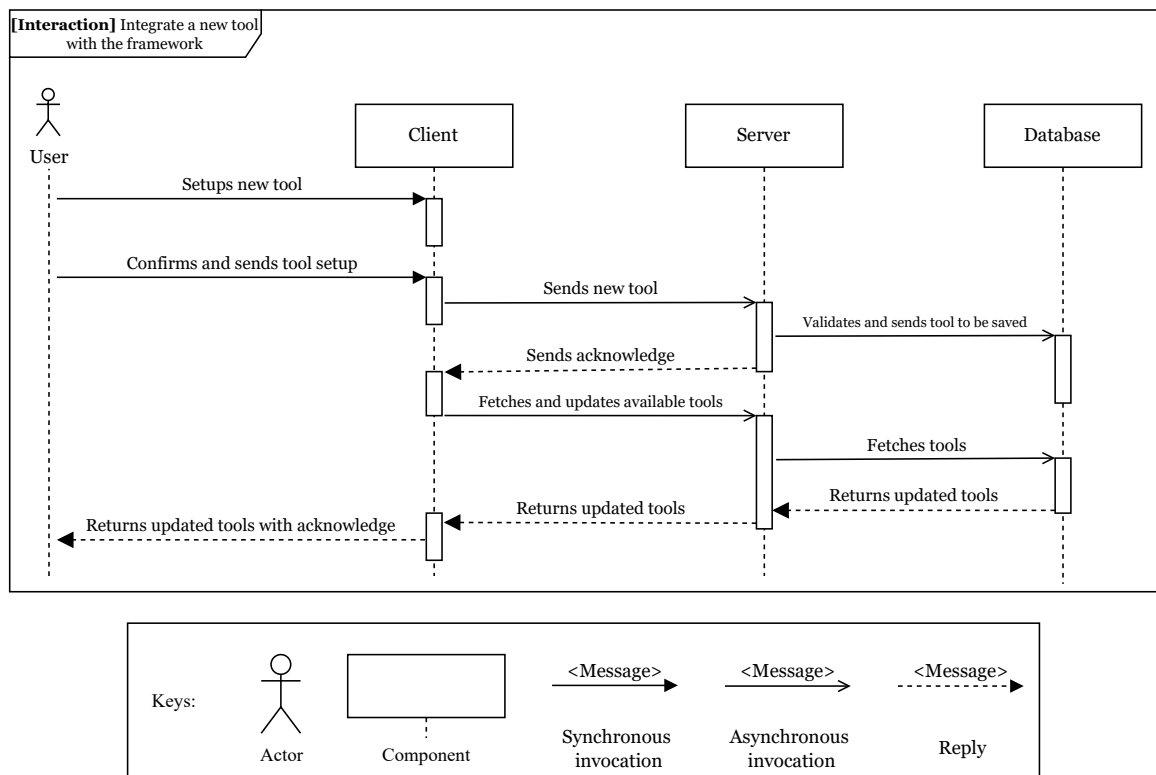 [Interaction] Integrate a new tool
with the framework
User
Client
Server
Database
Setups new tool
Confirms and sends tool setup
Sends new tool
Validates and sends tool to be saved
Sends acknowledge
Fetches and updates available tools
Fetches tools
Returns updated tools
Returns updated tools
Returns updated tools with acknowledge
Keys:
Actor
Component
<Message>
Synchronous
invocation
<Message>
Asynchronous
invocation
<Message>
Reply